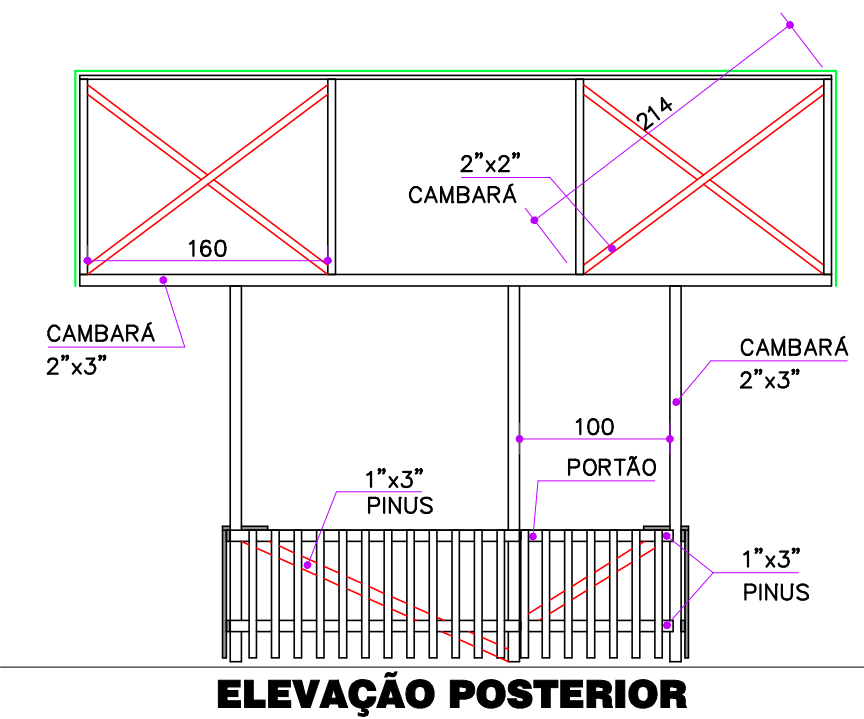 214
2”x2”
CAMBARÁ
160
CAMBARÁ
2”x3”
CAMBARÁ
2”x3”
100
PORTÃO
1”x3”
PINUS
1”x3”
PINUS
ELEVAÇÃO POSTERIOR